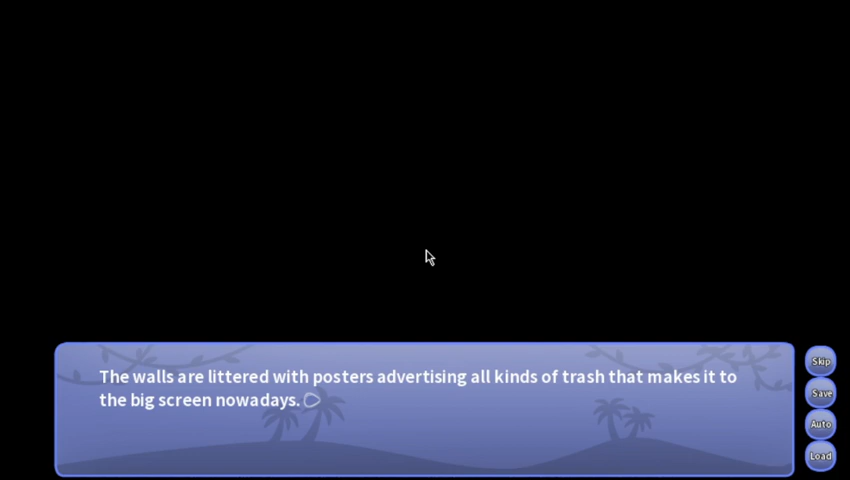 The walls are littered with posters advertising all kinds of trash that makes it to
the big screen nowadays.
Skip
Save
Auto
Load